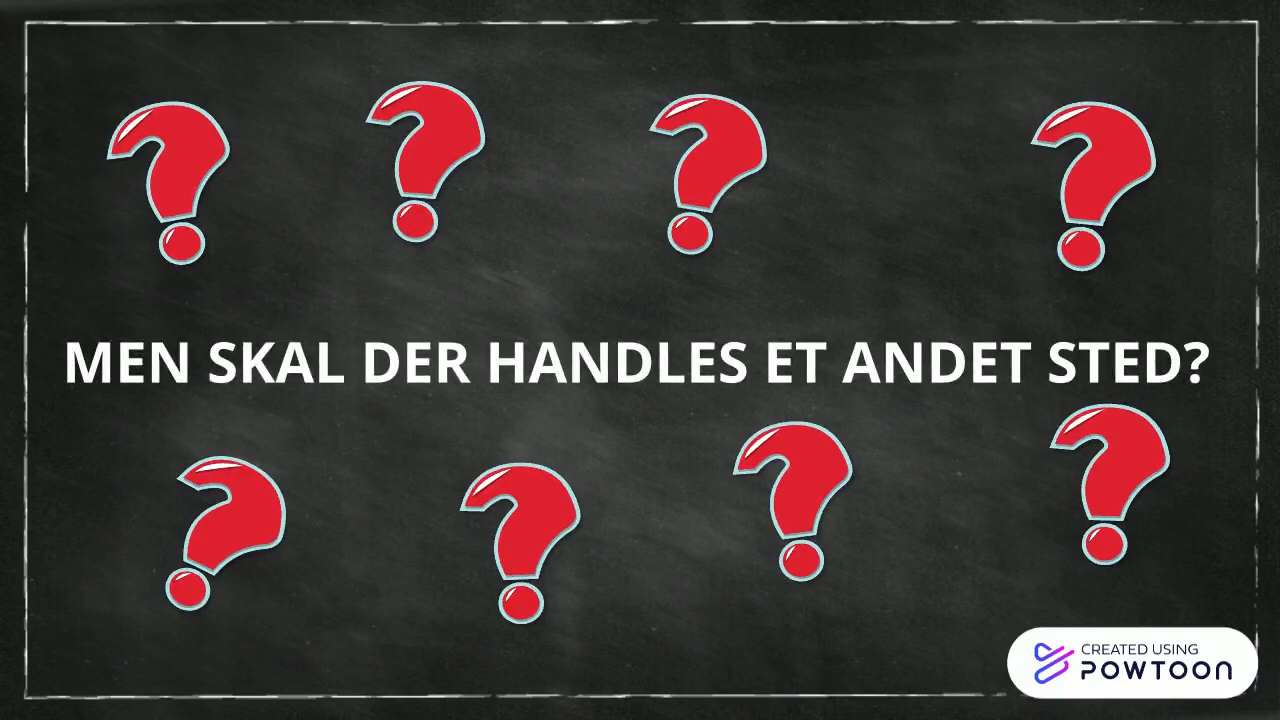 MEN SKAL DER HANDLES ET ANDET STED?
CREATED USING
POWTOON